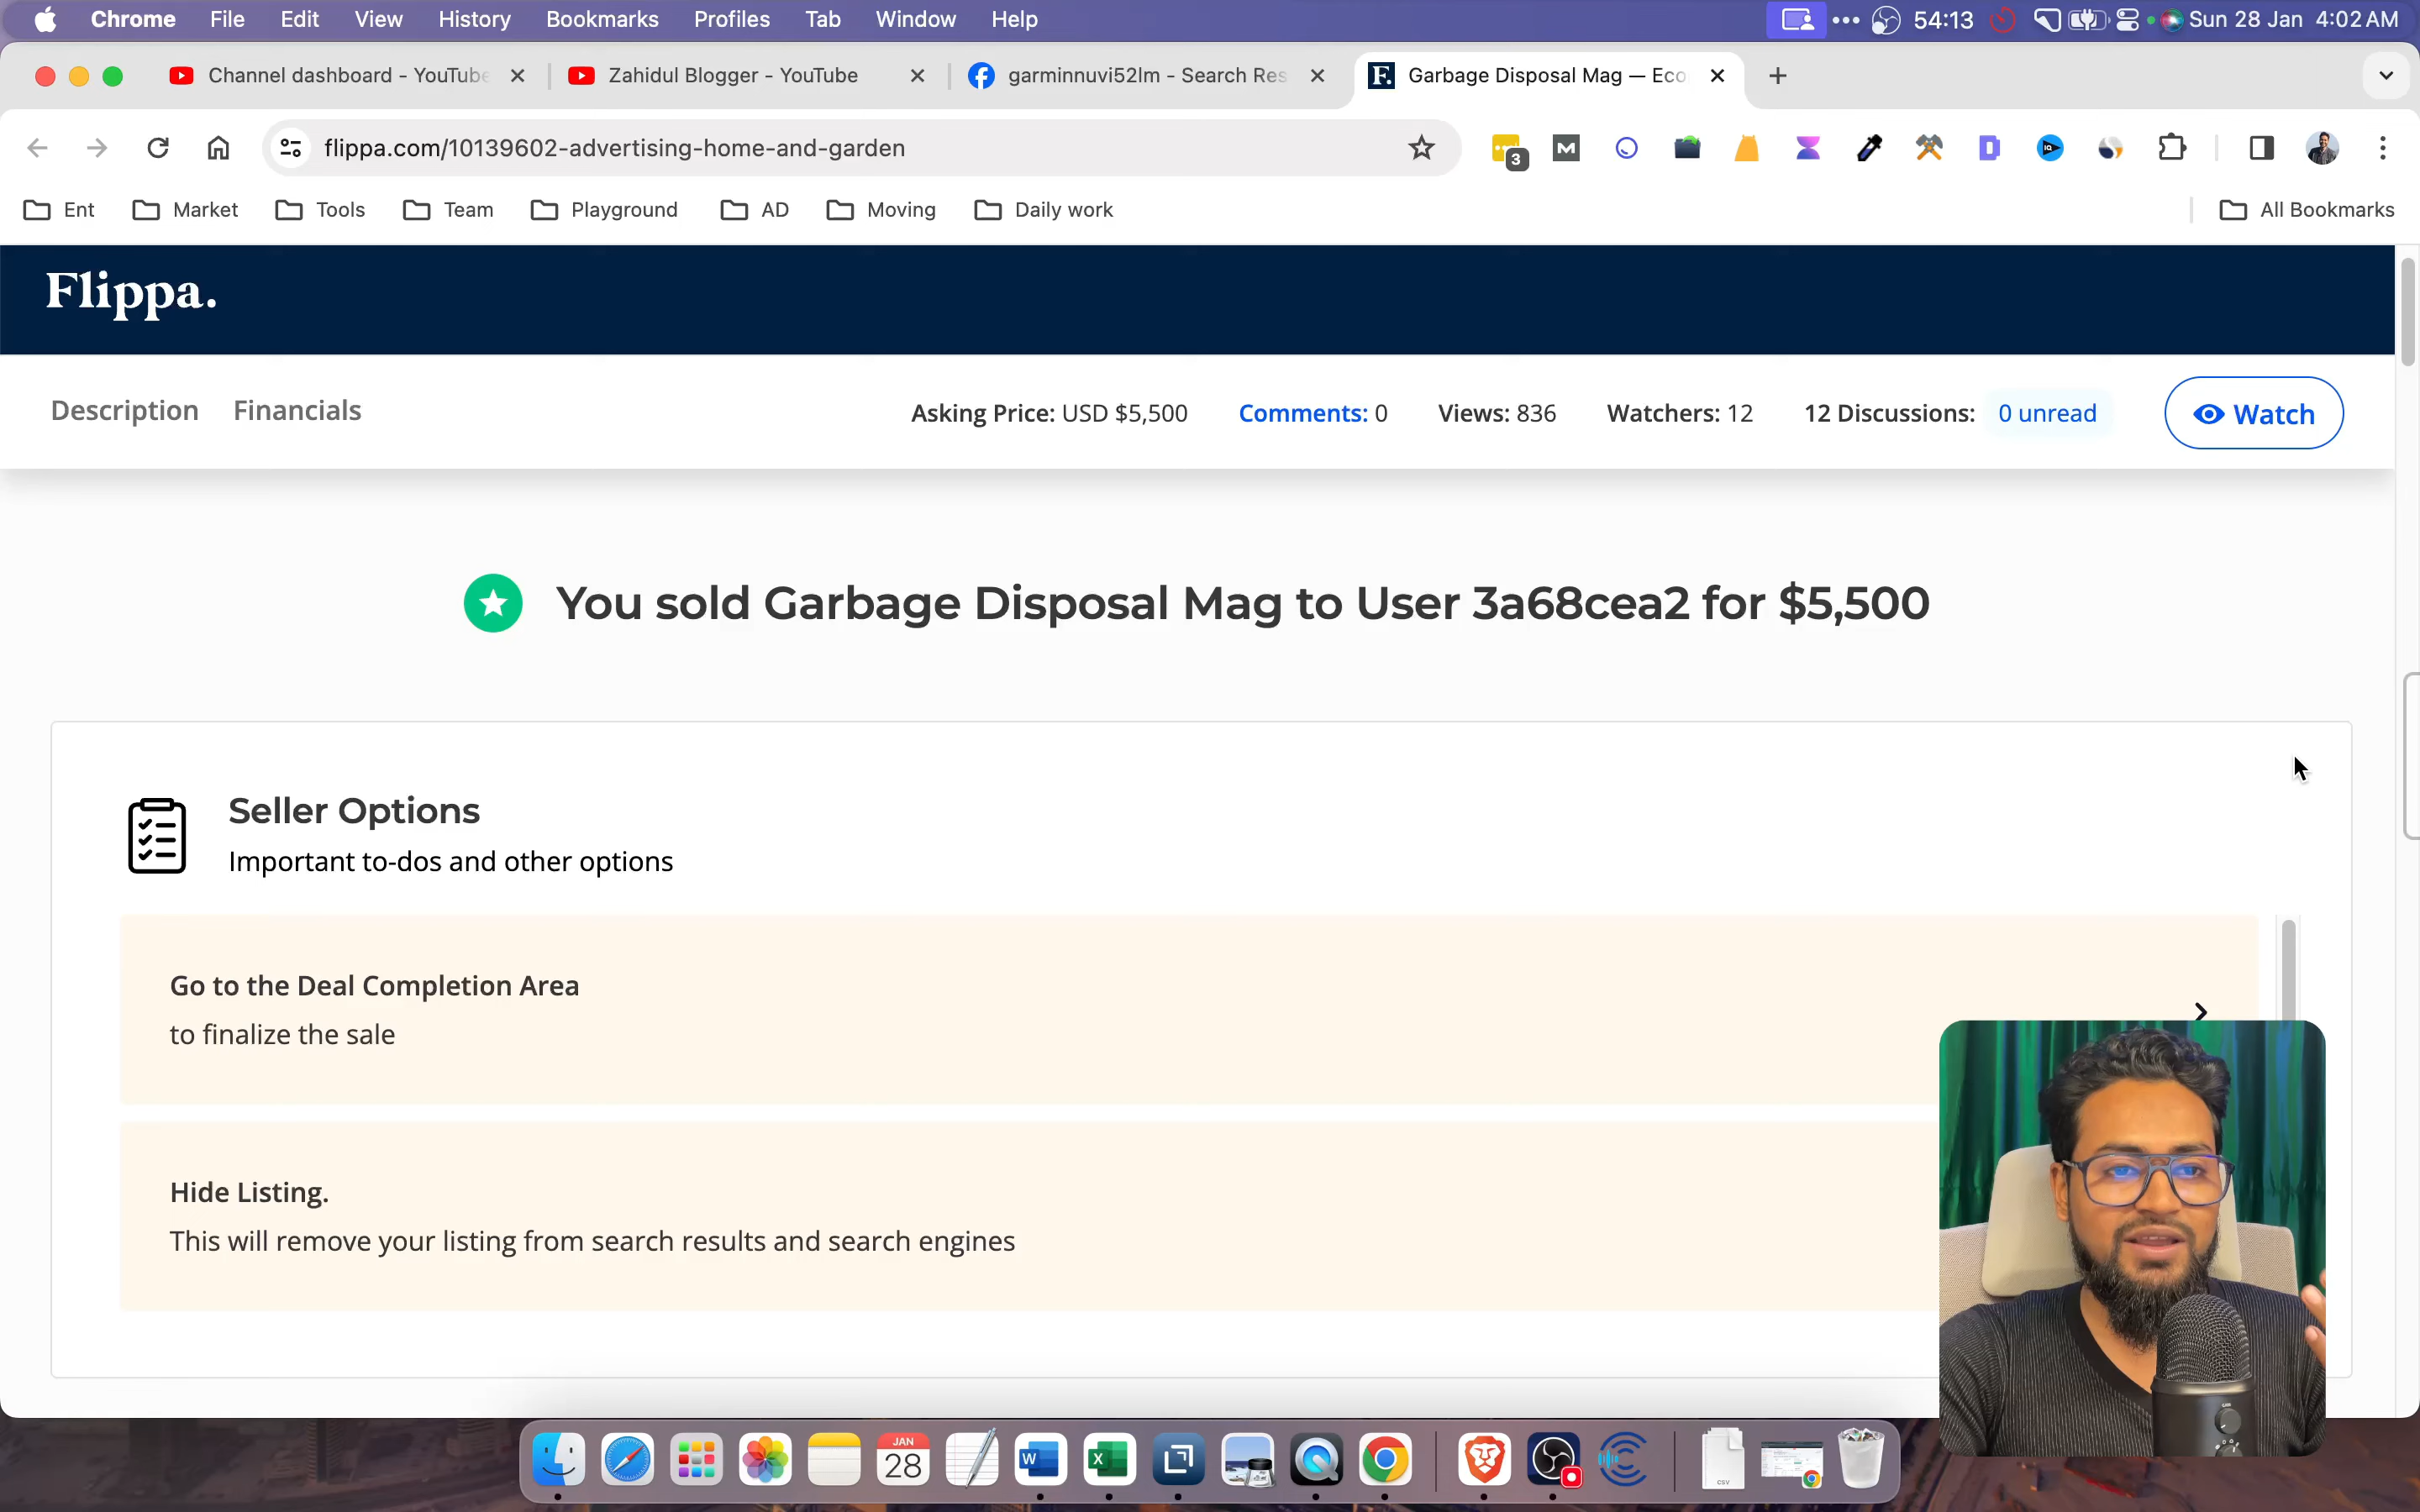 Chrome File Edit View History Bookmarks Profiles Tab Window Help 54:13 Sun 28 Jan 4:02 AM
Channel dashboard - YouTube Zahidul Blogger - YouTube garminnuvi52lm - Search Res Garbage Disposal Mag — Eco
flippa.com/10139602-advertising-home-and-garden 3
Ent Market Tools Team Playground AD Moving Daily work All Bookmarks
Flippa.
Description Financials Asking Price: USD $5,500 Comments: 0 Views: 836 Watchers: 12 12 Discussions: 0 unread Watch
You sold Garbage Disposal Mag to User 3a68cea2 for $5,500
Seller Options
Important to-dos and other options
Go to the Deal Completion Area
to finalize the sale
Hide Listing.
This will remove your listing from search results and search engines
JAN
28
W
X
CSV